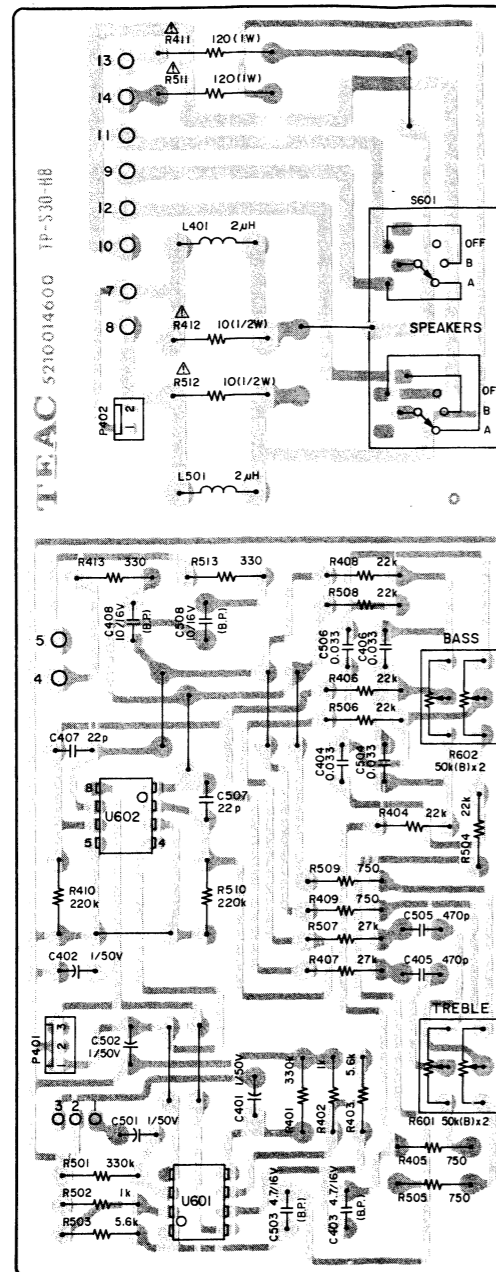 TEAC 5210014600 TP-S30-HB
⚠
R411 120(1W)
13
⚠
R511 120(1W)
14
11
9
12
10
7
8
S601
OFF
B
A
SPEAKERS
OF
B
A
L401 2μH
⚠
R412 10(1/2W)
⚠
R512 10(1/2W)
P402
1 2
L501 2μH
R413 330
R513 330
R408 22k
R508 22k
C408
10/16V
(B.P.)
C508
10/16V
(B.P.)
C506
0.033
C406
0.033
5
4
BASS
R406 22k
R506 22k
R602
50k(B)x2
C407 22p
C404
0.033
C504
0.033
8 1
U602
5 4
C507
22p
R404 22k
22k
R504
R410
220k
R510
220k
R509 750
R409 750
R507 27k
R407 27k
C505 470p
C405 470p
C402 1/50V
P401
1 2 3
C502
1/50V
TREBLE
R601 50k(B)x2
C401 1/50V
330k
R401
1k
R402
5.6k
R403
3 2 1
C501 1/50V
R405 750
R505 750
R501 330k
R502 1k
R503 5.6k
U601
C503 4.7/16V
(B.P.)
C403 4.7/16V
(B.P.)